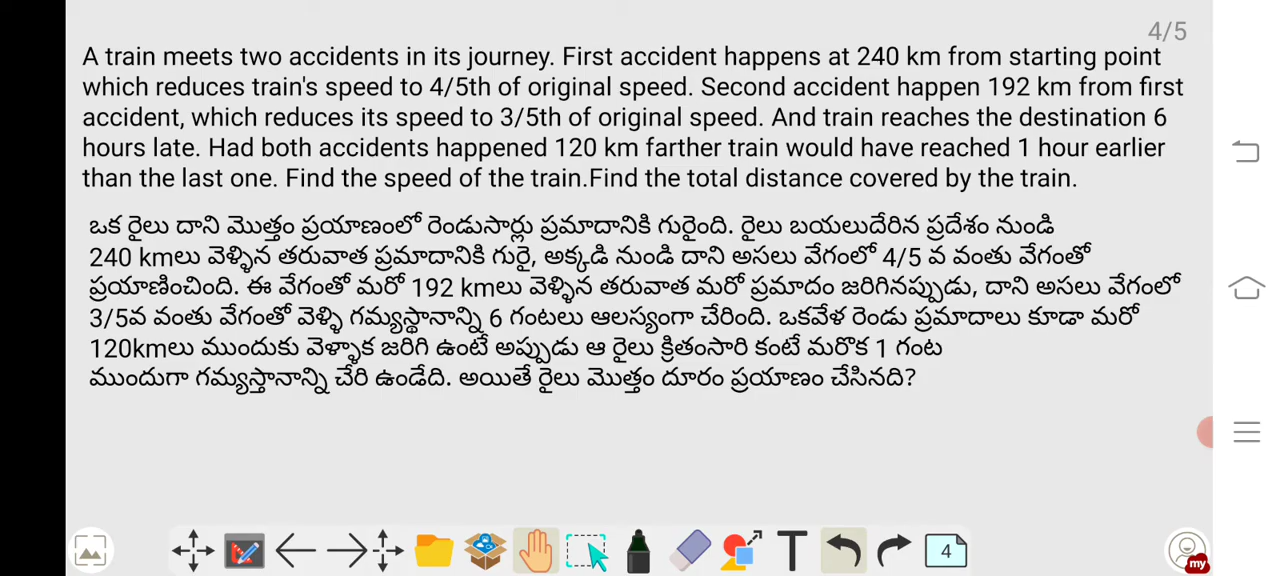 4/5
A train meets two accidents in its journey. First accident happens at 240 km from starting point
which reduces train's speed to 4/5th of original speed. Second accident happen 192 km from first
accident, which reduces its speed to 3/5th of original speed. And train reaches the destination 6
hours late. Had both accidents happened 120 km farther train would have reached 1 hour earlier
than the last one. Find the speed of the train.Find the total distance covered by the train.
ఒక రైలు దాని మొత్తం ప్రయాణంలో రెండుసార్లు ప్రమాదానికి గురైంది. రైలు బయలుదేరిన ప్రదేశం నుండి
240 kmలు వెళ్ళిన తరువాత ప్రమాదానికి గురై, అక్కడి నుండి దాని అసలు వేగంలో 4/5 వ వంతు వేగంతో
ప్రయాణించింది. ఈ వేగంతో మరో 192 kmలు వెళ్ళిన తరువాత మరో ప్రమాదం జరిగినప్పుడు, దాని అసలు వేగంలో
3/5వ వంతు వేగంతో వెళ్ళి గమ్యస్థానాన్ని 6 గంటలు ఆలస్యంగా చేరింది. ఒకవేళ రెండు ప్రమాదాలు కూడా మరో
120kmలు ముందుకు వెళ్ళాక జరిగి ఉంటే అప్పుడు ఆ రైలు క్రితంసారి కంటే మరొక 1 గంట
ముందుగా గమ్యస్తానాన్ని చేరి ఉండేది. అయితే రైలు మొత్తం దూరం ప్రయాణం చేసినది?
T
4
my